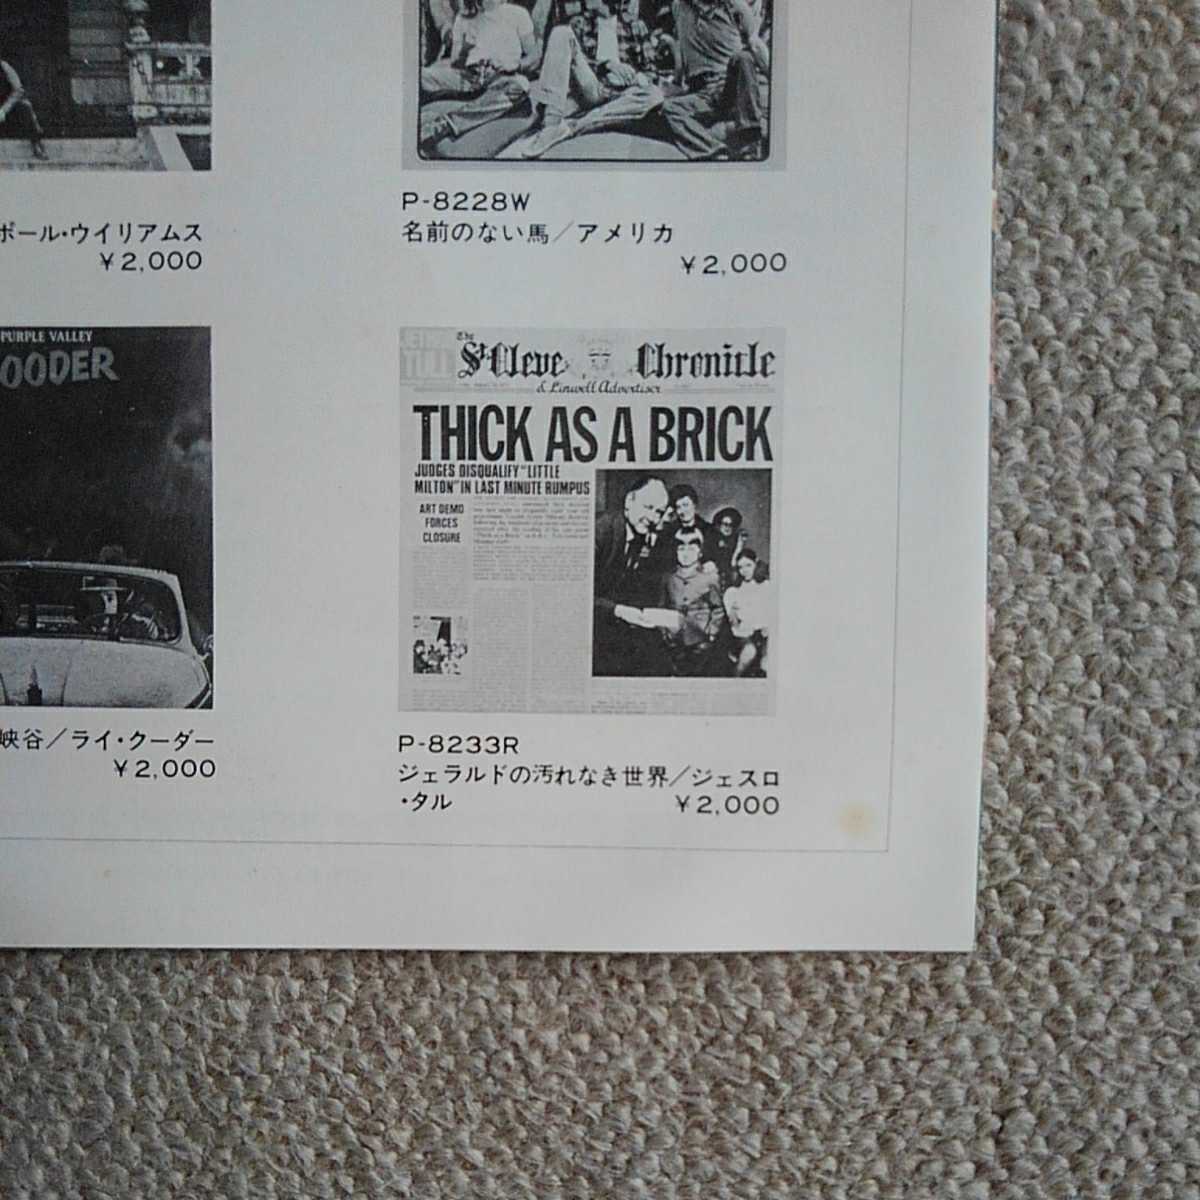 ポール・ウイリアムス
¥2,000
P-8228W
名前のない馬／アメリカ
¥2,000
PURPLE VALLEY
OODER
峡谷／ライ・クーダー
¥2,000
JETHRO
TULL
The
St Cleve Chronicle
& Linwell Advertiser
THICK AS A BRICK
JUDGES DISQUALIFY "LITTLE
MILTON" IN LAST MINUTE RUMPUS
ART DEMO
FORCES
CLOSURE
P-8233R
ジェラルドの汚れなき世界／ジェスロ
・タル
¥2,000